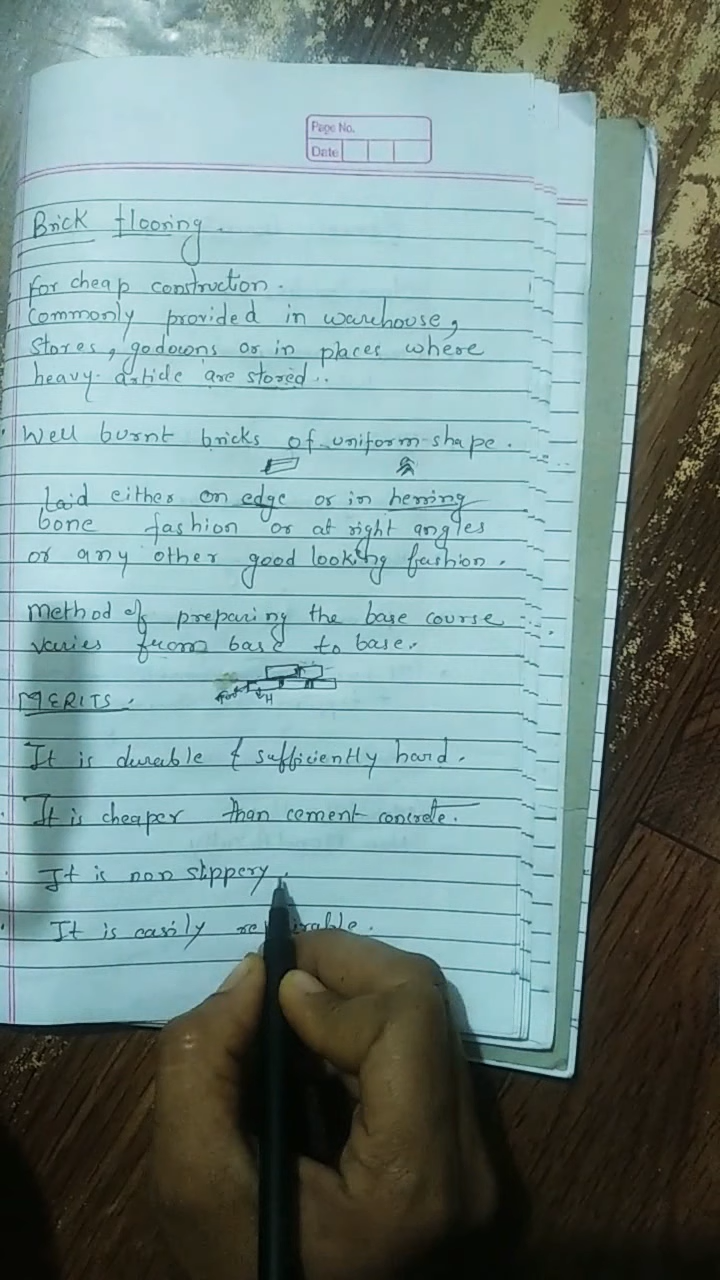 Page No.
Date
Brick flooring.
For cheap construction.
Commonly provided in warehouse,
stores, godowns or in places where
heavy article are stored..
Well burnt bricks of uniform shape.
Laid either on edge or in herring
bone fashion or at right angles
or any other good looking fashion.
method of preparing the base course
varies from base to base.
MERITS:
It is durable & sufficiently hard.
It is cheaper than cement concrete.
It is non slippery.
It is easily